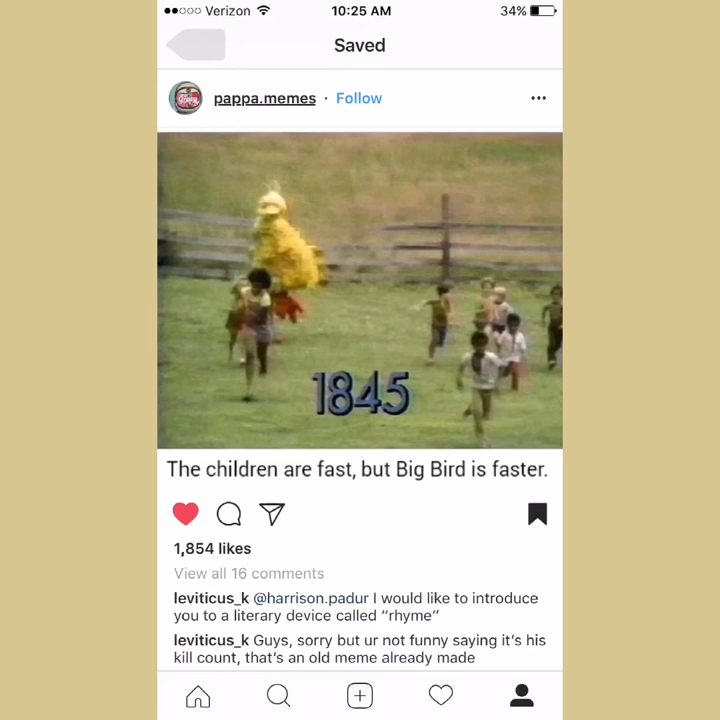 Verizon 10:25 AM 34%
Saved
pappa.memes · Follow
1845
The children are fast, but Big Bird is faster.
1,854 likes
View all 16 comments
leviticus_k @harrison.padur I would like to introduce
you to a literary device called “rhyme”
leviticus_k Guys, sorry but ur not funny saying it’s his
kill count, that’s an old meme already made